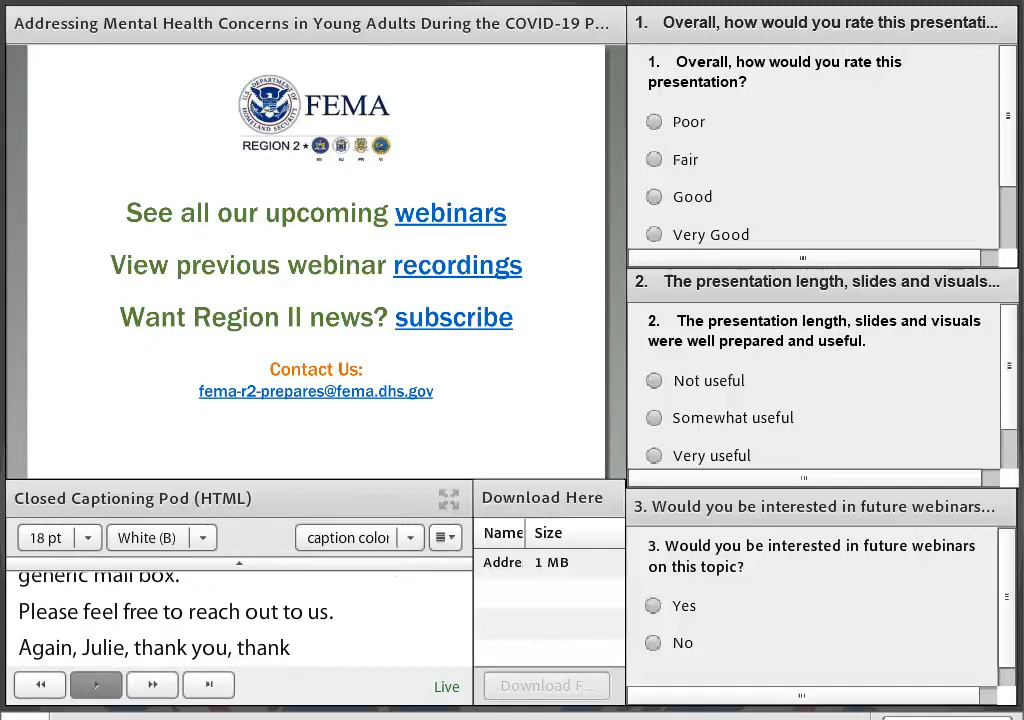 Addressing Mental Health Concerns in Young Adults During the COVID-19 P...
FEMA
REGION 2
NY NJ PR VI
See all our upcoming webinars
View previous webinar recordings
Want Region II news? subscribe
Contact Us:
fema-r2-prepares@fema.dhs.gov
Closed Captioning Pod (HTML)
18 pt
White (B)
caption color
generic mail box.
Please feel free to reach out to us.
Again, Julie, thank you, thank
Live
Download Here
Name Size
Addre 1 MB
Download F...
1. Overall, how would you rate this presentati...
1. Overall, how would you rate this
presentation?
Poor
Fair
Good
Very Good
2. The presentation length, slides and visuals...
2. The presentation length, slides and visuals
were well prepared and useful.
Not useful
Somewhat useful
Very useful
3. Would you be interested in future webinars...
3. Would you be interested in future webinars
on this topic?
Yes
No